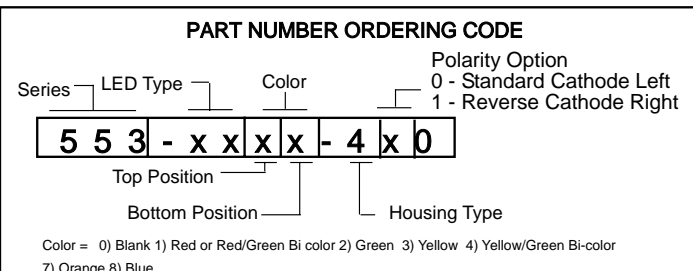 PART NUMBER ORDERING CODE
Polarity Option
0 - Standard Cathode Left
1 - Reverse Cathode Right
Series LED Type Color
5 5 3 - x x x x - 4 x 0
Top Position
Bottom Position Housing Type
Color = 0) Blank 1) Red or Red/Green Bi color 2) Green 3) Yellow 4) Yellow/Green Bi-color
7) Orange 8) Blue